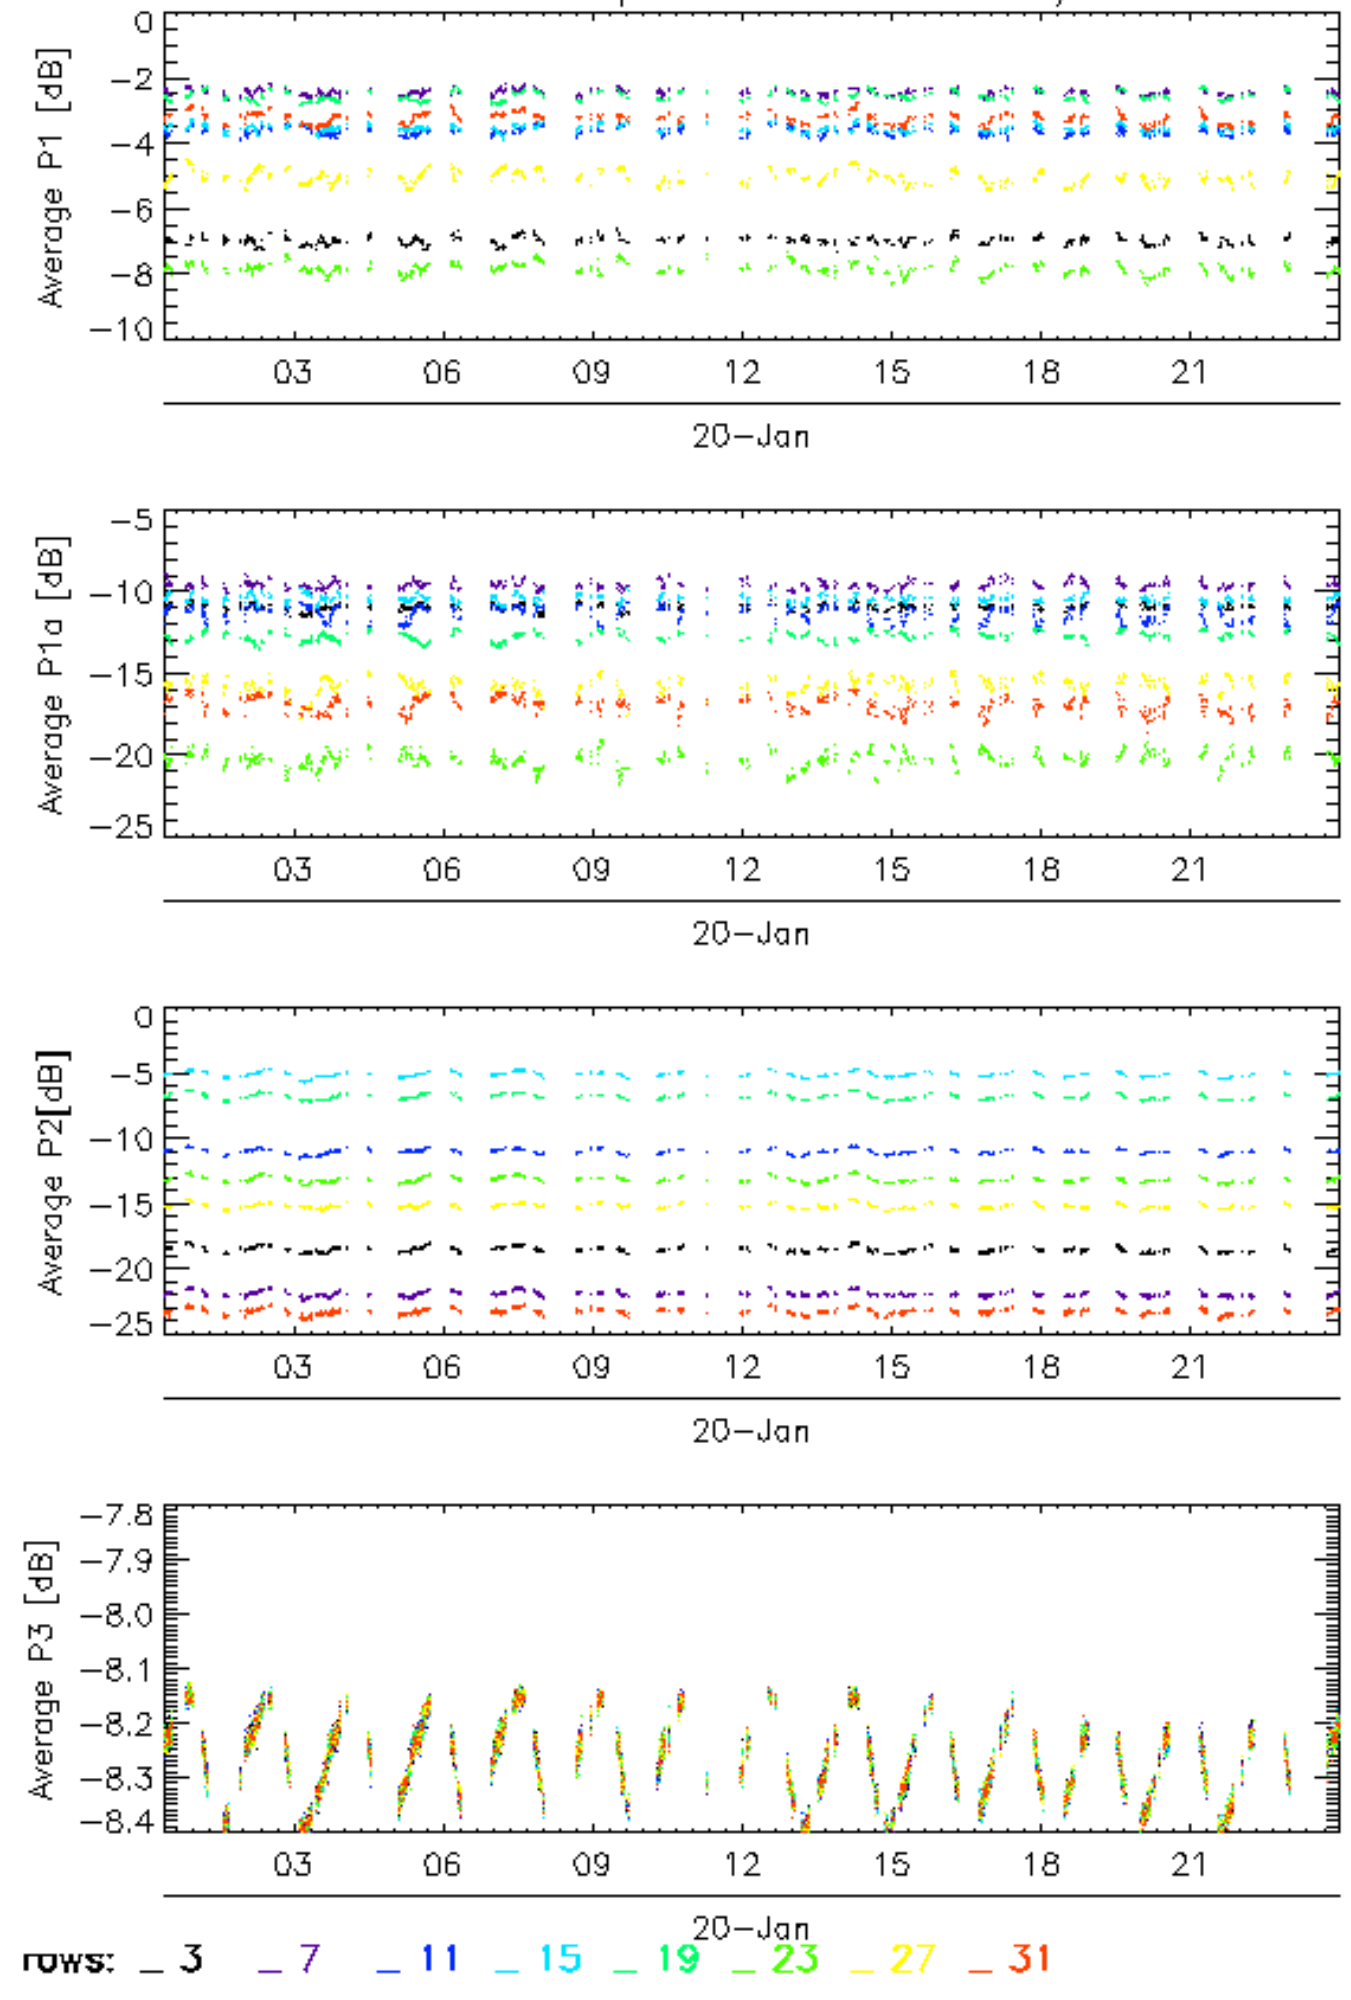 0
−2
−4
−6
−8
−10
Average P1 [dB]
03 06 09 12 15 18 21
20−Jan
−5
−10
−15
−20
−25
Average P1a [dB]
03 06 09 12 15 18 21
20−Jan
0
−5
−10
−15
−20
−25
Average P2[dB]
03 06 09 12 15 18 21
20−Jan
−7.8
−7.9
−8.0
−8.1
−8.2
−8.3
−8.4
Average P3 [dB]
03 06 09 12 15 18 21
20−Jan
rows: _ 3 _ 7 _ 11 _ 15 _ 19 _ 23 _ 27 _ 31